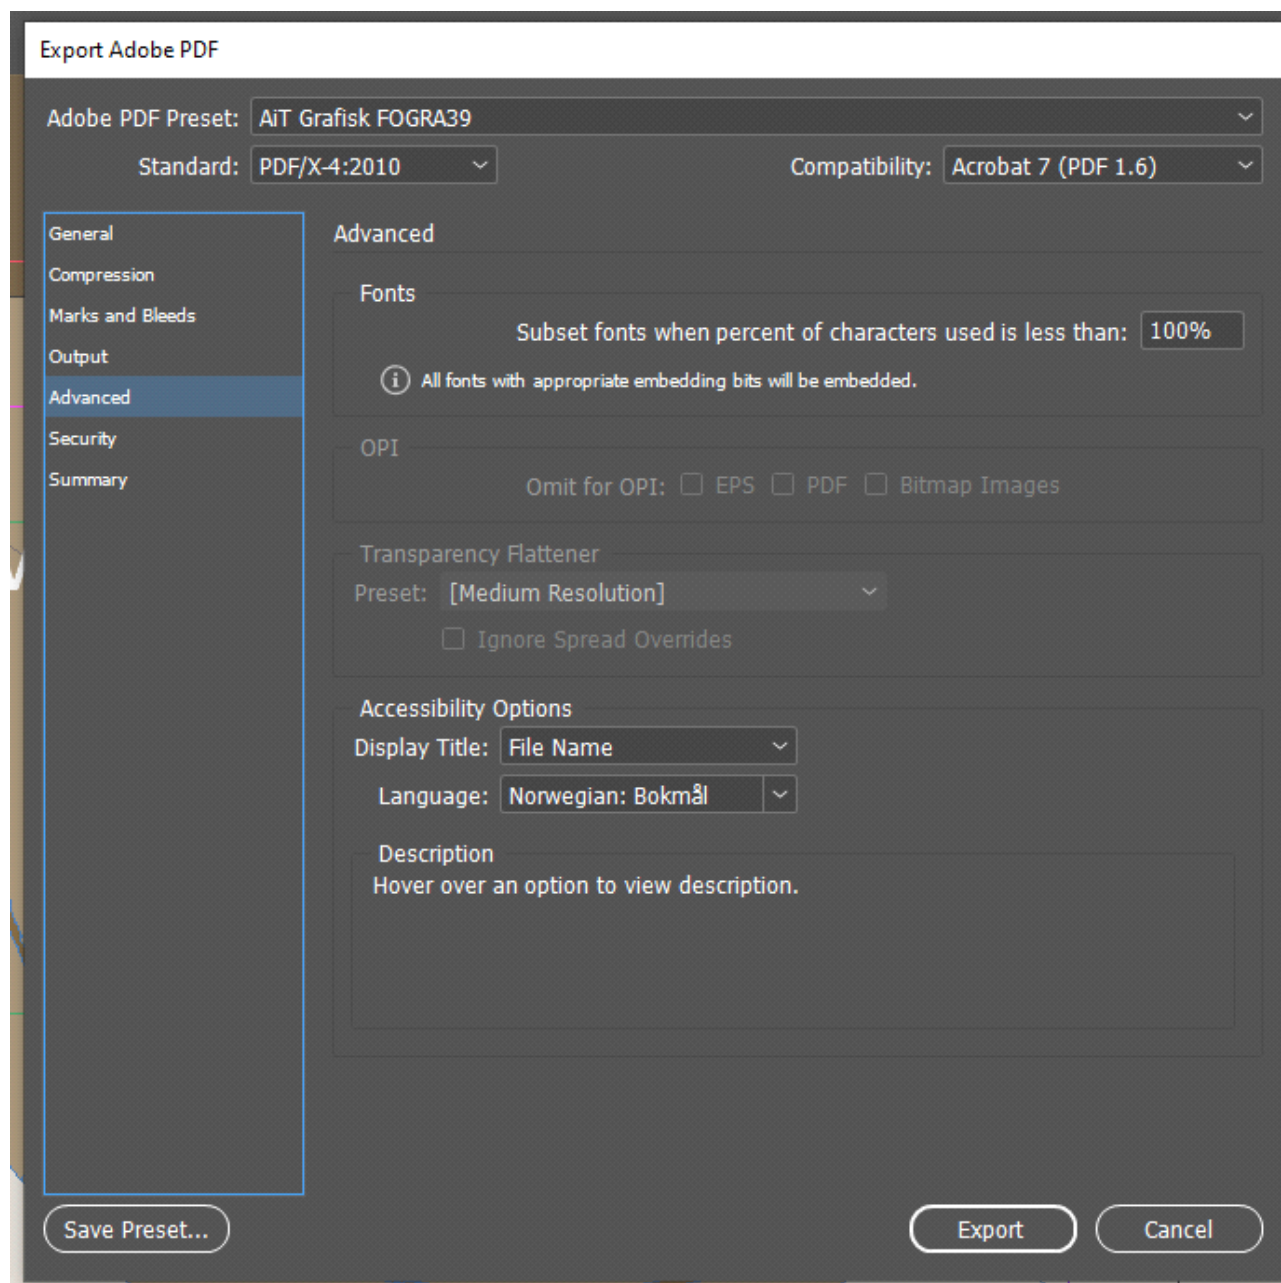 Export Adobe PDF
Adobe PDF Preset: AiT Grafisk FOGRA39
Standard: PDF/X-4:2010 Compatibility: Acrobat 7 (PDF 1.6)
General
Compression
Marks and Bleeds
Output
Advanced
Security
Summary
Advanced
Fonts
Subset fonts when percent of characters used is less than: 100%
All fonts with appropriate embedding bits will be embedded.
OPI
Omit for OPI: EPS PDF Bitmap Images
Transparency Flattener
Preset: [Medium Resolution]
Ignore Spread Overrides
Accessibility Options
Display Title: File Name
Language: Norwegian: Bokmål
Description
Hover over an option to view description.
Save Preset...
Export
Cancel